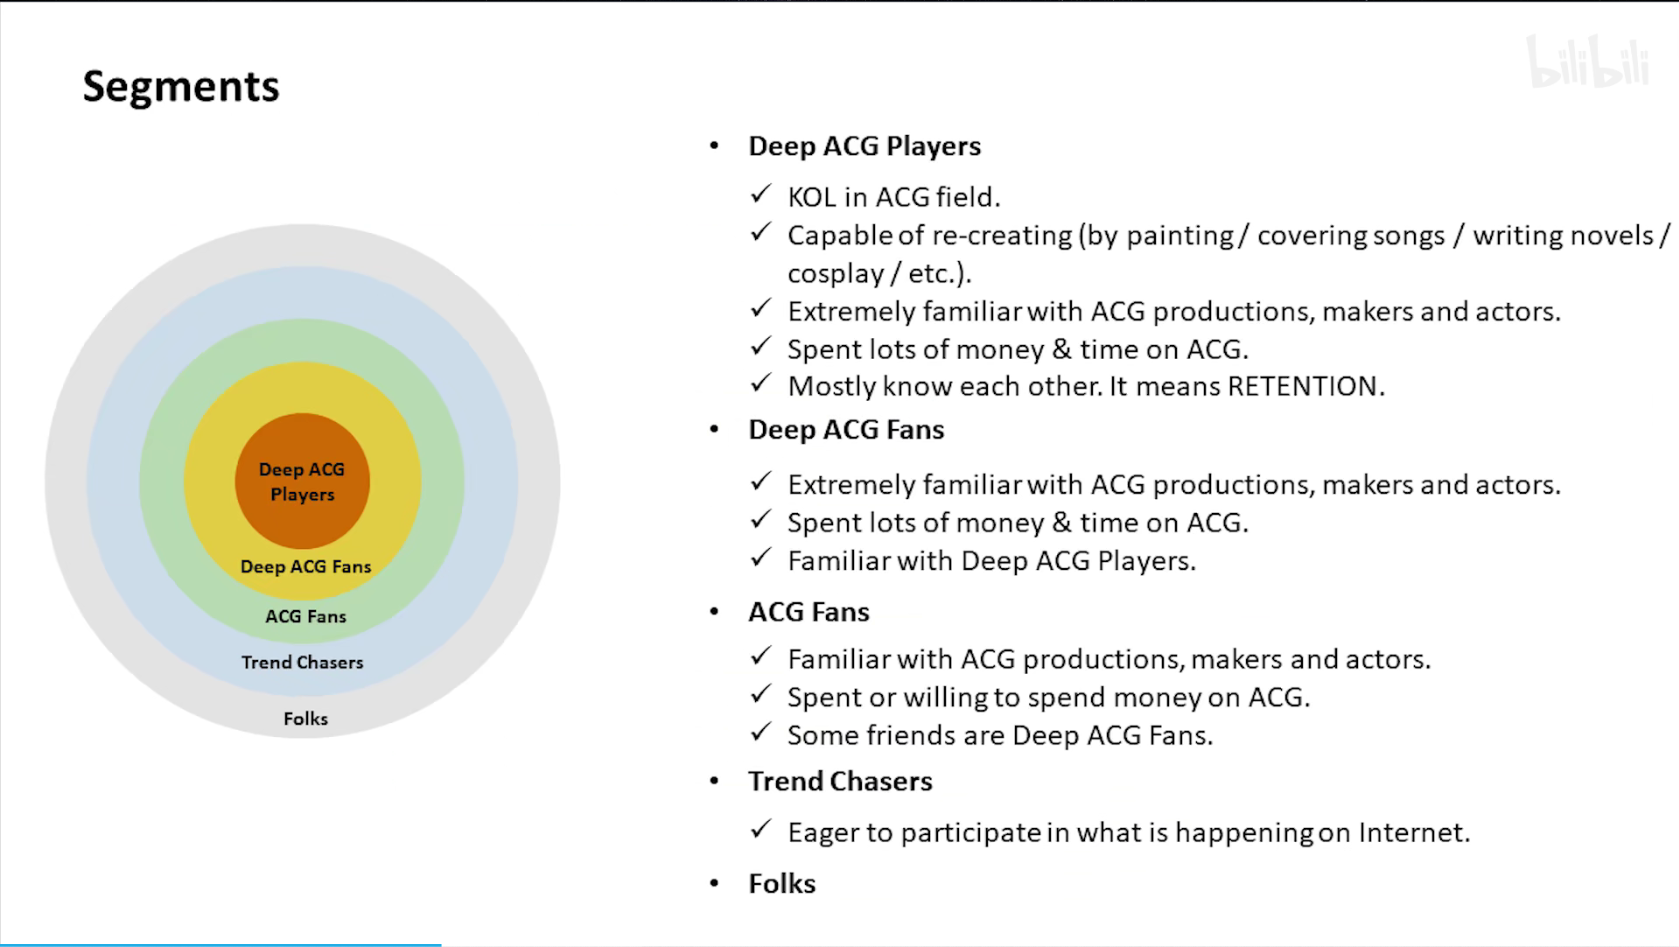 Segments
bilibili
Deep ACG
Players
Deep ACG Fans
ACG Fans
Trend Chasers
Folks
• Deep ACG Players
✓ KOL in ACG field.
✓ Capable of re-creating (by painting / covering songs / writing novels /
cosplay / etc.).
✓ Extremely familiar with ACG productions, makers and actors.
✓ Spent lots of money & time on ACG.
✓ Mostly know each other. It means RETENTION.
• Deep ACG Fans
✓ Extremely familiar with ACG productions, makers and actors.
✓ Spent lots of money & time on ACG.
✓ Familiar with Deep ACG Players.
• ACG Fans
✓ Familiar with ACG productions, makers and actors.
✓ Spent or willing to spend money on ACG.
✓ Some friends are Deep ACG Fans.
• Trend Chasers
✓ Eager to participate in what is happening on Internet.
• Folks